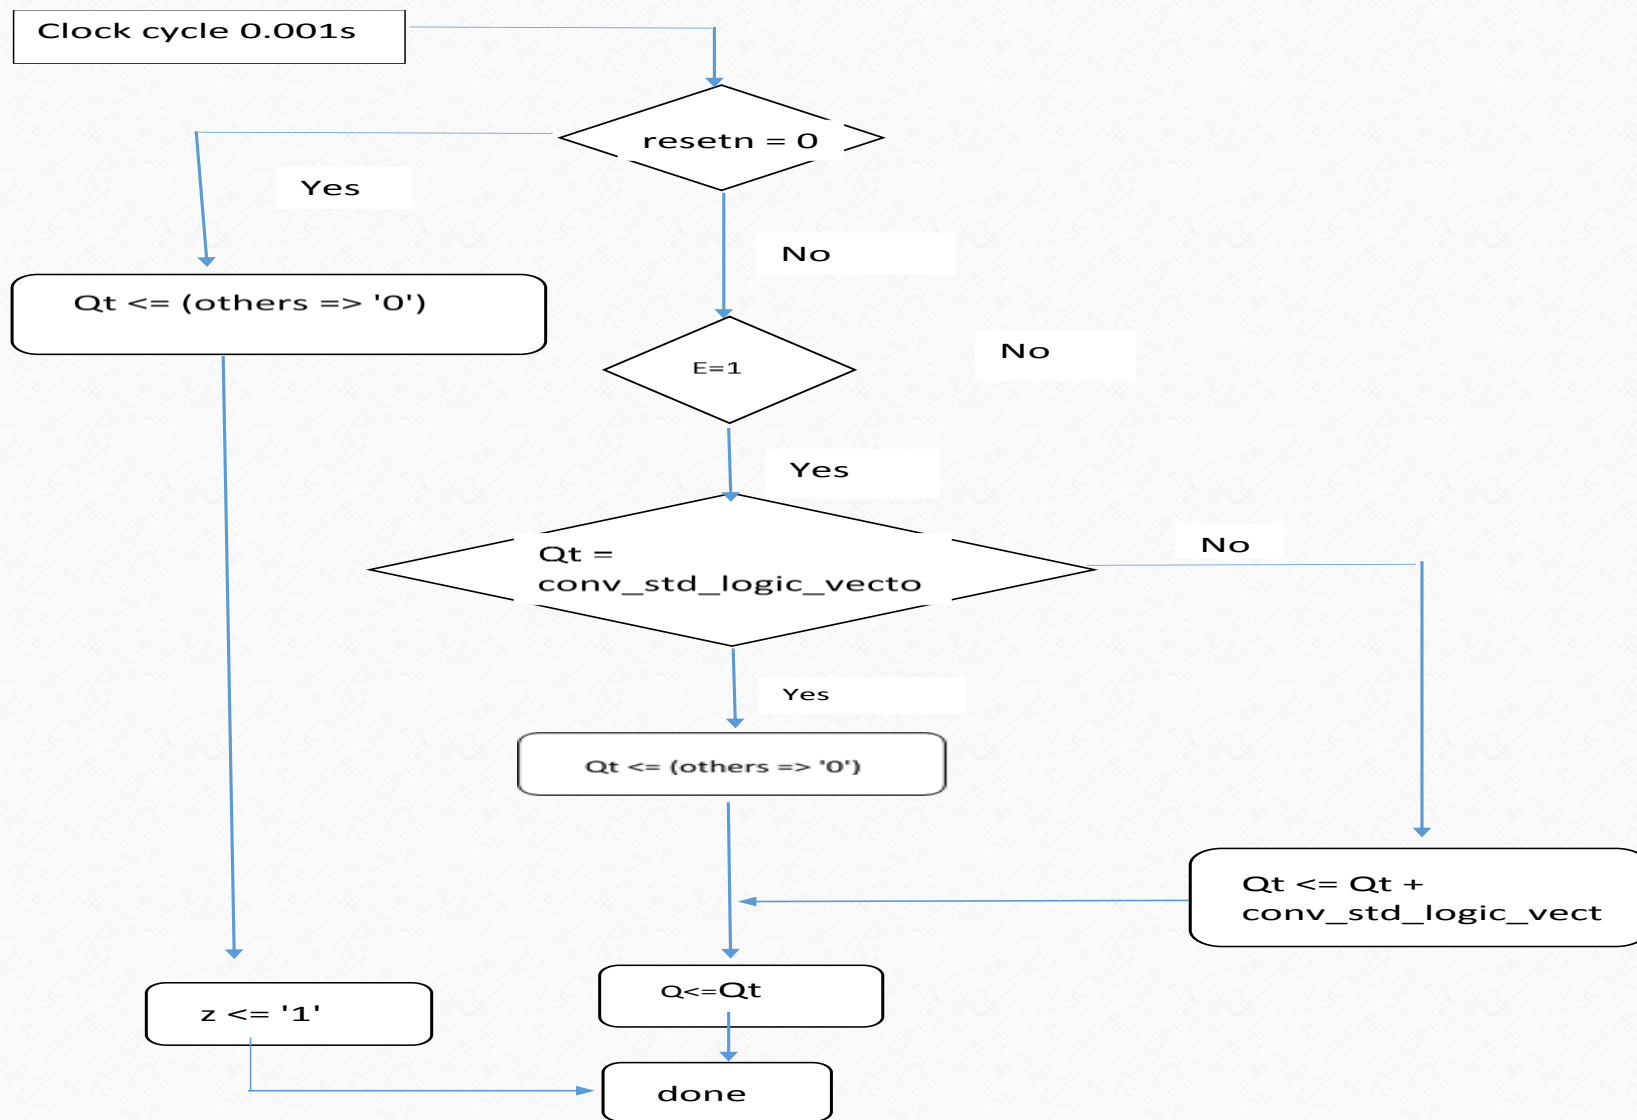 Clock cycle 0.001s
resetn = 0
Yes
No
Qt <= (others => '0')
No
E=1
Yes
Qt =
conv_std_logic_vecto
No
Yes
Qt <= (others => '0')
Qt <= Qt +
conv_std_logic_vect
z <= '1'
Q<=Qt
done